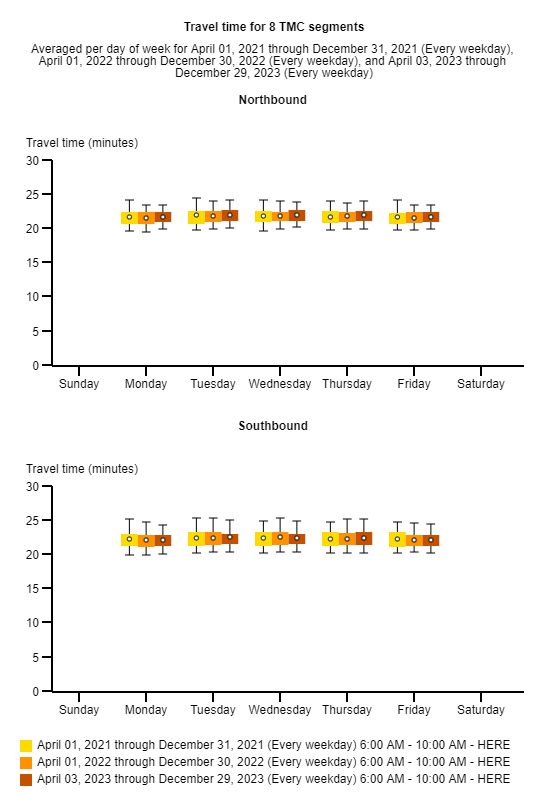 Travel time for 8 TMC segments
Averaged per day of week for April 01, 2021 through December 31, 2021 (Every weekday),
April 01, 2022 through December 30, 2022 (Every weekday), and April 03, 2023 through
December 29, 2023 (Every weekday)
Northbound
Travel time (minutes)
30
25
20
15
10
5
0
Sunday Monday Tuesday Wednesday Thursday Friday Saturday
Southbound
Travel time (minutes)
30
25
20
15
10
5
0
Sunday Monday Tuesday Wednesday Thursday Friday Saturday
April 01, 2021 through December 31, 2021 (Every weekday) 6:00 AM - 10:00 AM - HERE
April 01, 2022 through December 30, 2022 (Every weekday) 6:00 AM - 10:00 AM - HERE
April 03, 2023 through December 29, 2023 (Every weekday) 6:00 AM - 10:00 AM - HERE